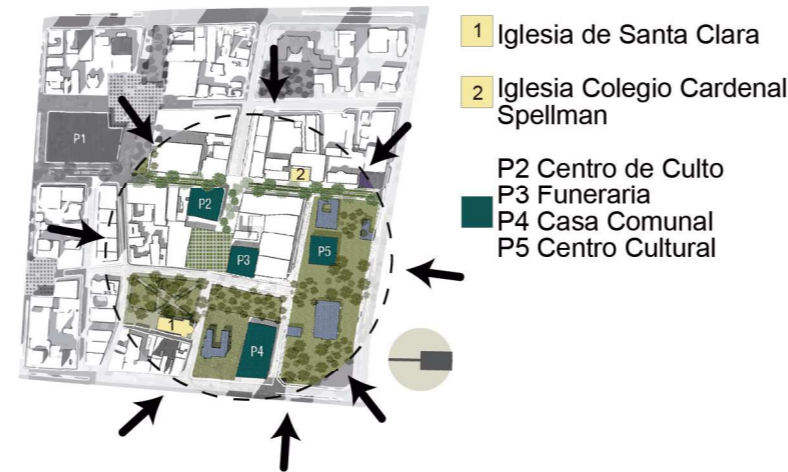 1 Iglesia de Santa Clara
2 Iglesia Colegio Cardenal
Spellman
P2 Centro de Culto
P3 Funeraria
P4 Casa Comunal
P5 Centro Cultural
P1
2
P2
P3
P5
1
P4